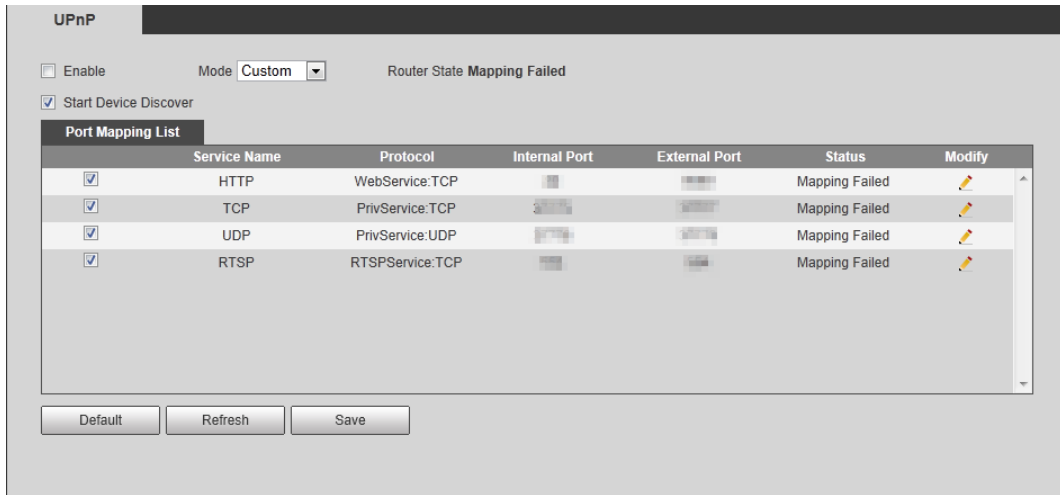 UPnP
Enable Mode Custom Router State Mapping Failed
Start Device Discover
Port Mapping List
Service Name Protocol Internal Port External Port Status Modify
HTTP WebService:TCP Mapping Failed
TCP PrivService:TCP Mapping Failed
UDP PrivService:UDP Mapping Failed
RTSP RTSPService:TCP Mapping Failed
Default Refresh Save